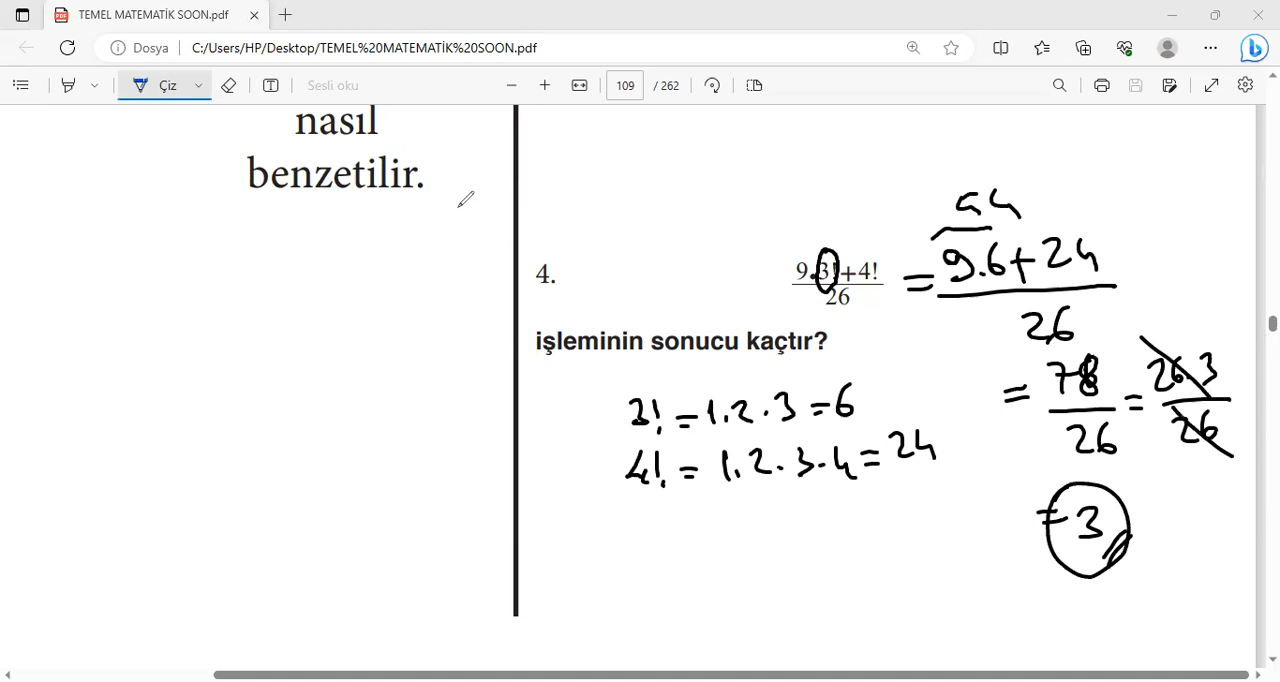 TEMEL MATEMATİK SOON.pdf
Dosya
C:/Users/HP/Desktop/TEMEL%20MATEMATİK%20SOON.pdf
Çiz
Sesli oku
109 / 262
nasıl
benzetilir.
4.
9.3!+4!
26
işleminin sonucu kaçtır?
54
= 9.6+24
26
= 78 = 26.3
26 26
= 3
3! = 1.2.3 = 6
4! = 1.2.3.4 = 24